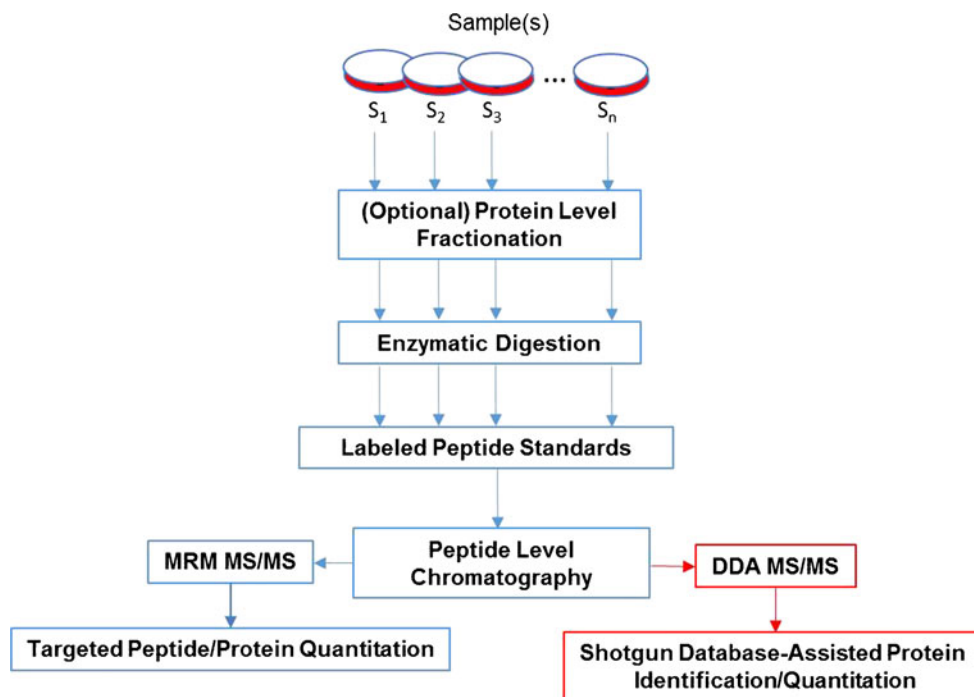 Sample(s)
...
S1 S2 S3 Sn
(Optional) Protein Level
Fractionation
Enzymatic Digestion
Labeled Peptide Standards
Peptide Level
Chromatography
MRM MS/MS
DDA MS/MS
Targeted Peptide/Protein Quantitation
Shotgun Database-Assisted Protein
Identification/Quantitation